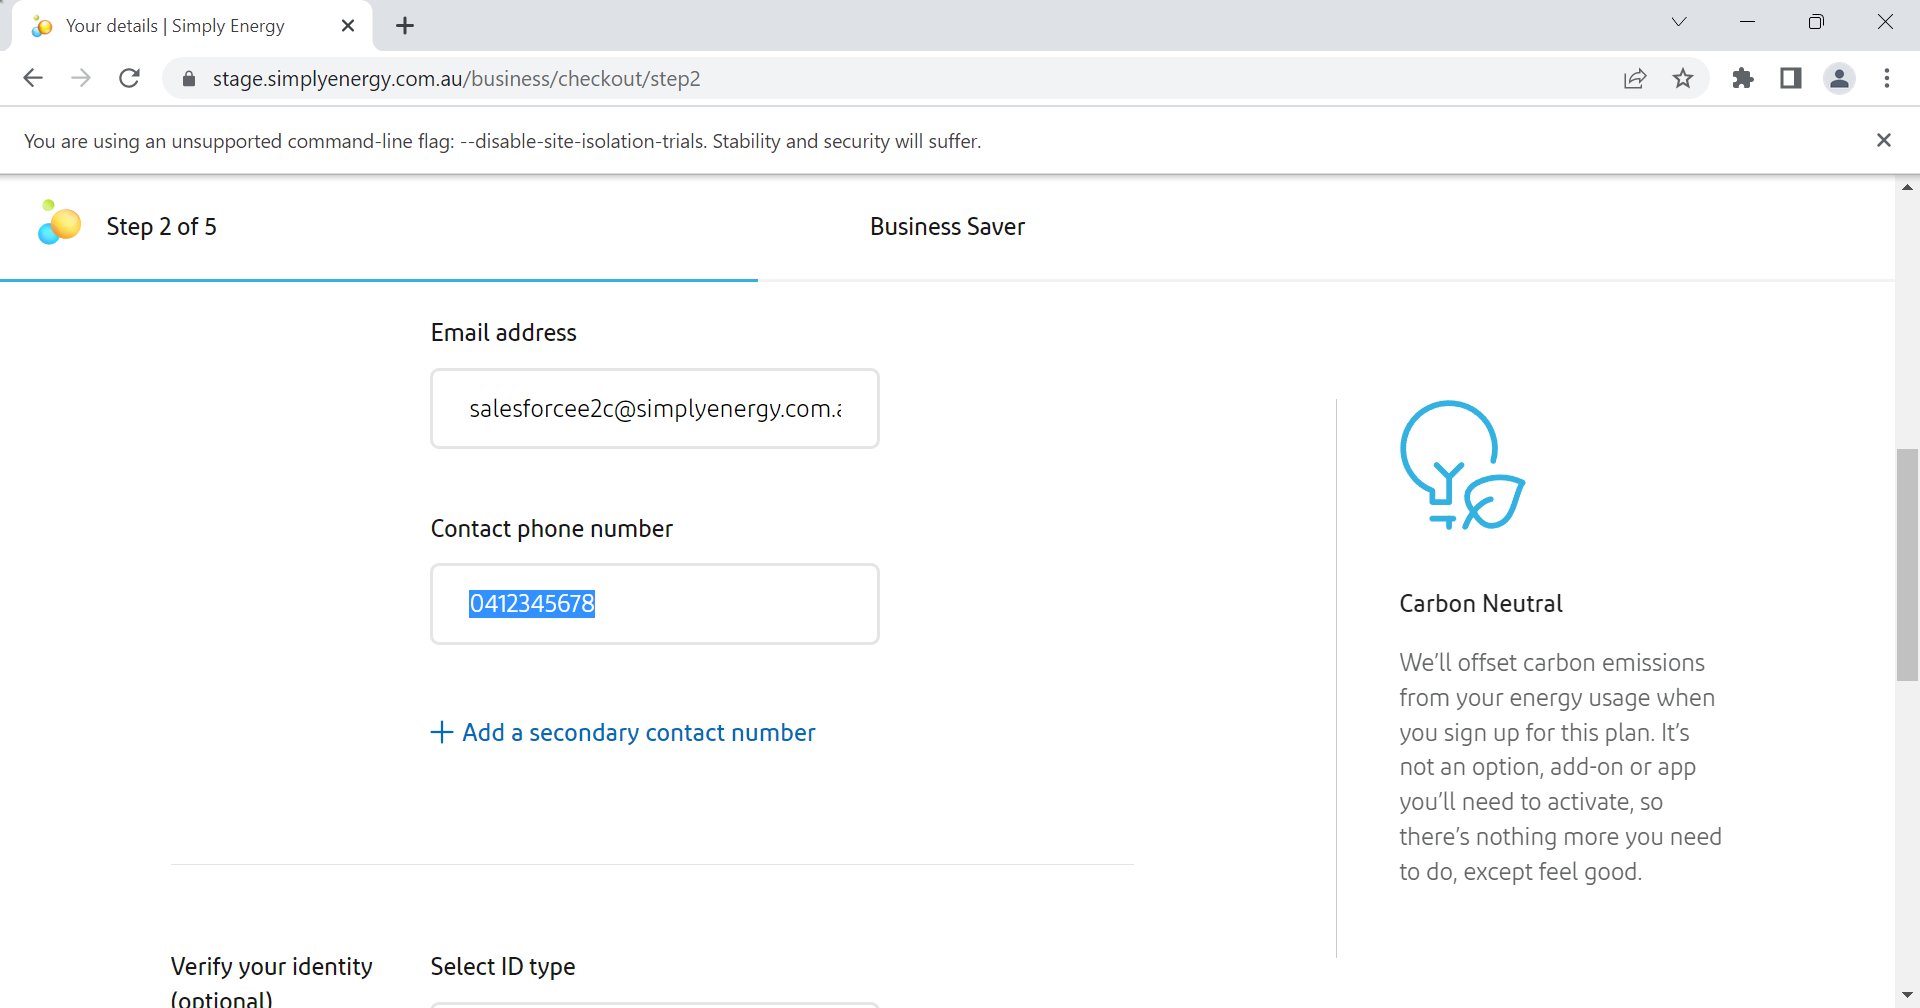 Your details | Simply Energy
stage.simplyenergy.com.au/business/checkout/step2
You are using an unsupported command-line flag: --disable-site-isolation-trials. Stability and security will suffer.
Step 2 of 5
Business Saver
Email address
salesforcee2c@simplyenergy.com.a
Contact phone number
0412345678
+ Add a secondary contact number
Carbon Neutral
We'll offset carbon emissions
from your energy usage when
you sign up for this plan. It's
not an option, add-on or app
you'll need to activate, so
there's nothing more you need
to do, except feel good.
Verify your identity
(optional)
Select ID type